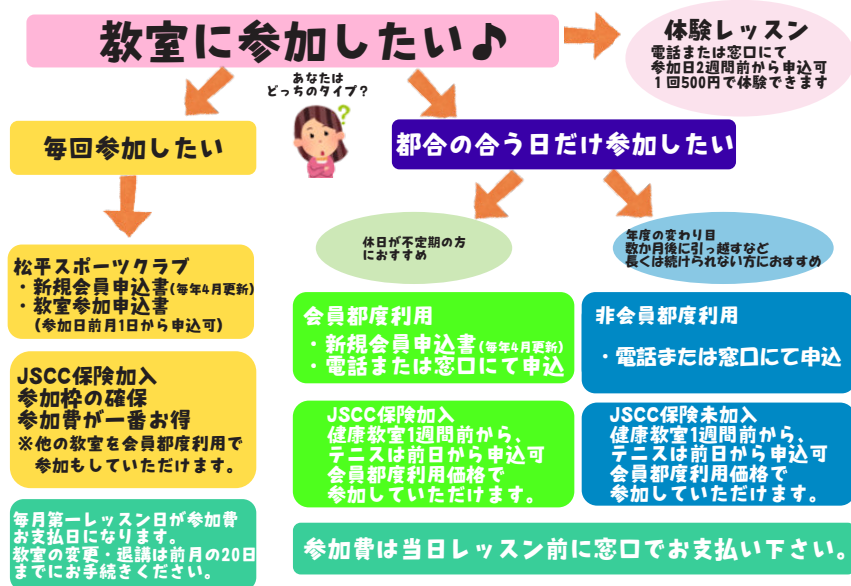 教室に参加したい♪
体験レッスン
電話または窓口にて
参加日2週間前から申込可
1回500円で体験できます
あなたは
どっちのタイプ?
?
毎回参加したい
都合の合う日だけ参加したい
松平スポーツクラブ
・新規会員申込書(毎年4月更新)
・教室参加申込書
(参加日前月1日から申込可)
JSCC保険加入
参加枠の確保
参加費が一番お得
※他の教室を会員都度利用で
参加もしていただけます。
毎月第一レッスン日が参加費
お支払日になります。
教室の変更・退講は前月の20日
までにお手続きください。
休日が不定期の方
におすすめ
会員都度利用
・新規会員申込書(毎年4月更新)
・電話または窓口にて申込
JSCC保険加入
健康教室1週間前から、
テニスは前日から申込可
会員都度利用価格で
参加していただけます。
年度の変わり目
数か月後に引っ越すなど
長くは続けられない方におすすめ
非会員都度利用
・電話または窓口にて申込
JSCC保険未加入
健康教室1週間前から、
テニスは前日から申込可
会員都度利用価格で
参加していただけます。
参加費は当日レッスン前に窓口でお支払い下さい。